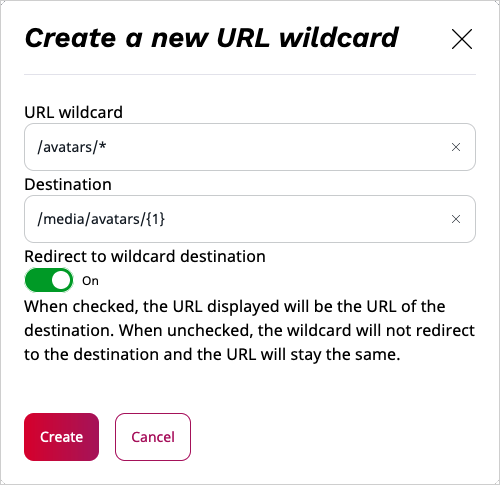 Create a new URL wildcard
URL wildcard
/avatars/*
Destination
/media/avatars/{1}
Redirect to wildcard destination
On
When checked, the URL displayed will be the URL of the
destination. When unchecked, the wildcard will not redirect
to the destination and the URL will stay the same.
Create
Cancel